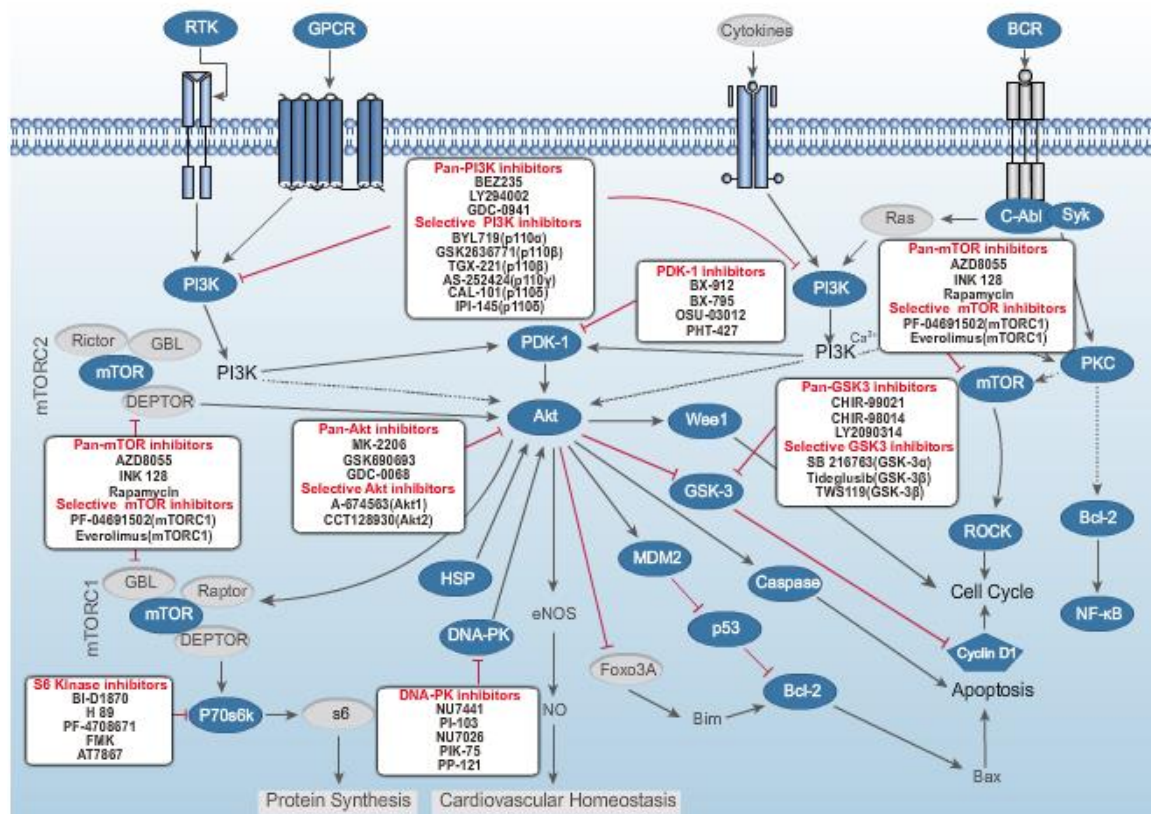 RTK
GPCR
Cytokines
BCR
Pan-PI3K inhibitors
BEZ235
LY294002
GDC-0941
Selective PI3K inhibitors
BYL719(p110α)
GSK2636771(p110β)
TGX-221(p110β)
AS-252424(p110γ)
CAL-101(p110δ)
IPI-145(p110δ)
Ras
C-Abl
Syk
Pan-mTOR inhibitors
AZD8055
INK 128
Rapamycin
Selective mTOR inhibitors
PF-04691502(mTORC1)
Everolimus(mTORC1)
PI3K
PDK-1 inhibitors
BX-912
BX-795
OSU-03012
PHT-427
PI3K
mTORC2
Rictor
GBL
mTOR
DEPTOR
PI3K
PDK-1
PI3K
Ca²⁺
mTOR
PKC
Akt
Wee1
Pan-GSK3 inhibitors
CHIR-99021
CHIR-98014
LY2090314
Selective GSK3 inhibitors
SB 216763(GSK-3α)
Tideglusib(GSK-3β)
TWS119(GSK-3β)
Pan-mTOR inhibitors
AZD8055
INK 128
Rapamycin
Selective mTOR inhibitors
PF-04691502(mTORC1)
Everolimus(mTORC1)
Pan-Akt inhibitors
MK-2206
GSK690693
GDC-0068
Selective Akt inhibitors
A-674563(Akt1)
CCT128930(Akt2)
GSK-3
ROCK
Bcl-2
MDM2
HSP
Caspase
Cell Cycle
NF-κB
mTORC1
GBL
Raptor
mTOR
DEPTOR
DNA-PK
eNOS
p53
Cyclin D1
Foxo3A
Apoptosis
Bcl-2
S6 Kinase inhibitors
BI-D1870
H 89
PF-4708671
FMK
AT7867
P70s6k
s6
DNA-PK inhibitors
NU7441
PI-103
NU7026
PIK-75
PP-121
NO
Bim
Bax
Protein Synthesis
Cardiovascular Homeostasis